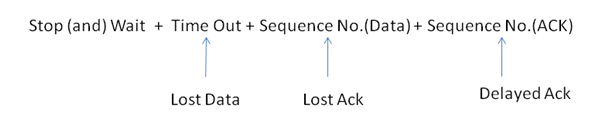 Stop (and) Wait + Time Out + Sequence No.(Data) + Sequence No.(ACK)
Lost Data Lost Ack Delayed Ack